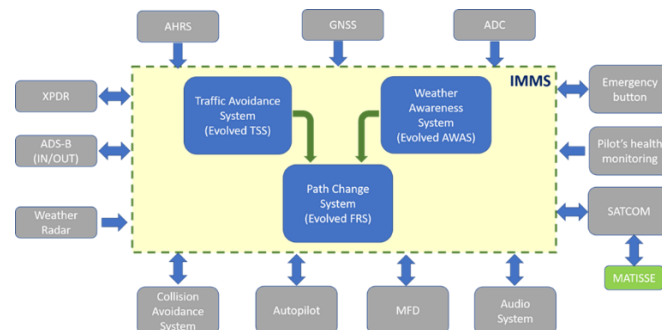 AHRS
GNSS
ADC
IMMS
XPDR
Traffic Avoidance
System
(Evolved TSS)
Weather
Awareness
System
(Evolved AWAS)
Emergency
button
ADS-B
(IN/OUT)
Pilot's health
monitoring
Path Change
System
(Evolved FRS)
Weather
Radar
SATCOM
MATISSE
Collision
Avoidance
System
Autopilot
MFD
Audio
System